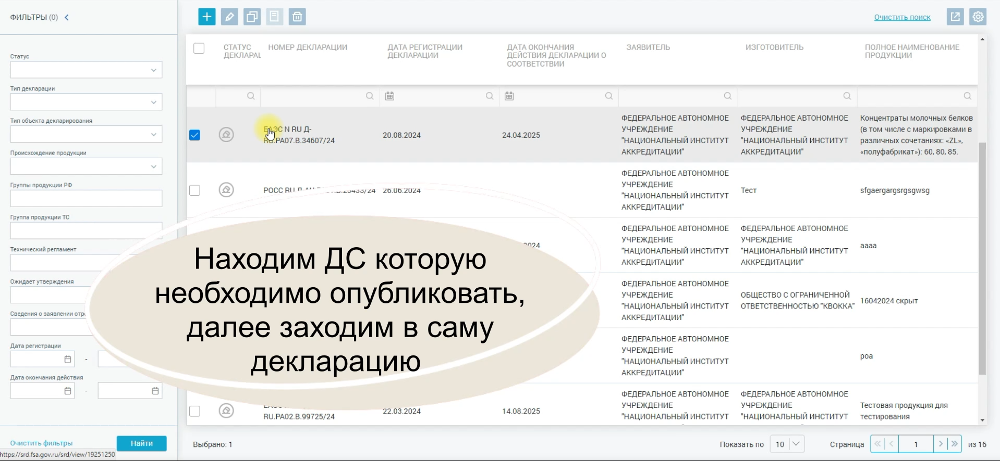 ФИЛЬТРЫ (0)
Статус
Тип декларации
Тип объекта декларирования
Происхождение продукции
Группы продукции РФ
Группа продукции ТС
Технический регламент
Ожидает утверждения
Сведения о заявлении
Дата регистрации
-
Дата окончания действия
-
Очистить фильтры
Найти
https://srd.fsa.gov.ru/srd/view/19251250
Очистить поиск
СТАТУС
ДЕКЛАРАЦ
НОМЕР ДЕКЛАРАЦИИ
ДАТА РЕГИСТРАЦИИ
ДЕКЛАРАЦИИ
ДАТА ОКОНЧАНИЯ
ДЕЙСТВИЯ ДЕКЛАРАЦИИ О
СООТВЕТСТВИИ
ЗАЯВИТЕЛЬ
ИЗГОТОВИТЕЛЬ
ПОЛНОЕ НАИМЕНОВАНИЕ
ПРОДУКЦИИ
ЕАЭС N RU Д-
RU.РА07.В.34607/24
20.08.2024
24.04.2025
ФЕДЕРАЛЬНОЕ АВТОНОМНОЕ
УЧРЕЖДЕНИЕ
"НАЦИОНАЛЬНЫЙ ИНСТИТУТ
АККРЕДИТАЦИИ"
ФЕДЕРАЛЬНОЕ АВТОНОМНОЕ
УЧРЕЖДЕНИЕ
"НАЦИОНАЛЬНЫЙ ИНСТИТУТ
АККРЕДИТАЦИИ"
Концентраты молочных белков
(в том числе с маркировками в
различных сочетаниях: «ZL»,
«полуфабрикат»): 60, 80, 85.
РОСС RU
26.06.2024
ФЕДЕРАЛЬНОЕ АВТОНОМНОЕ
УЧРЕЖДЕНИЕ
"НАЦИОНАЛЬНЫЙ ИНСТИТУТ
АККРЕДИТАЦИИ"
Тест
sfgaergargsrgsgwsg
ФЕДЕРАЛЬНОЕ АВТОНОМНОЕ
УЧРЕЖДЕНИЕ
"НАЦИОНАЛЬНЫЙ ИНСТИТУТ
АККРЕДИТАЦИИ"
ФЕДЕРАЛЬНОЕ АВТОНОМНОЕ
УЧРЕЖДЕНИЕ
"НАЦИОНАЛЬНЫЙ ИНСТИТУТ
АККРЕДИТАЦИИ"
аааа
ФЕДЕРАЛЬНОЕ АВТОНОМНОЕ
УЧРЕЖДЕНИЕ
"НАЦИОНАЛЬНЫЙ ИНСТИТУТ
АККРЕДИТАЦИИ"
ОБЩЕСТВО С ОГРАНИЧЕННОЙ
ОТВЕТСТВЕННОСТЬЮ "КВОККА"
16042024 скрыт
ФЕДЕРАЛЬНОЕ АВТОНОМНОЕ
УЧРЕЖДЕНИЕ
"НАЦИОНАЛЬНЫЙ ИНСТИТУТ
АККРЕДИТАЦИИ"
роа
RU.РА02.В.99725/24
22.03.2024
14.08.2025
ФЕДЕРАЛЬНОЕ АВТОНОМНОЕ
УЧРЕЖДЕНИЕ
"НАЦИОНАЛЬНЫЙ ИНСТИТУТ
ФЕДЕРАЛЬНОЕ АВТОНОМНОЕ
УЧРЕЖДЕНИЕ
"НАЦИОНАЛЬНЫЙ ИНСТИТУТ
Тестовая продукция для
тестирования
Находим ДС которую
необходимо опубликовать,
далее заходим в саму
декларацию
Выбрано: 1
Показать по 10
Страница 1 из 16